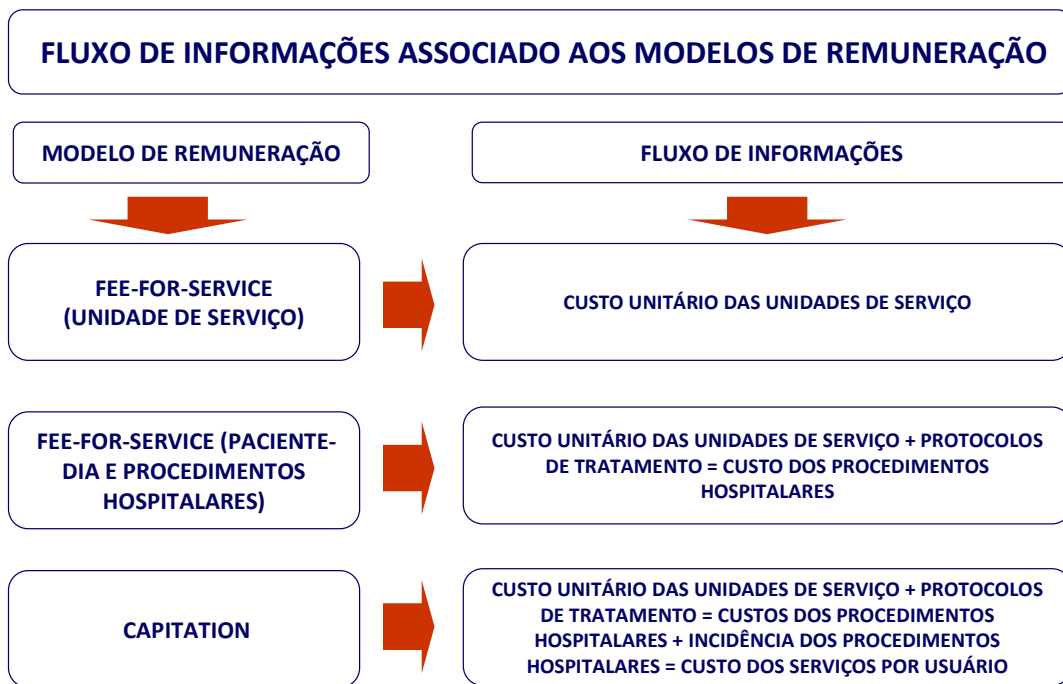 FLUXO DE INFORMAÇÕES ASSOCIADO AOS MODELOS DE REMUNERAÇÃO
MODELO DE REMUNERAÇÃO
FLUXO DE INFORMAÇÕES
FEE-FOR-SERVICE
(UNIDADE DE SERVIÇO)
CUSTO UNITÁRIO DAS UNIDADES DE SERVIÇO
FEE-FOR-SERVICE (PACIENTE-
DIA E PROCEDIMENTOS
HOSPITALARES)
CUSTO UNITÁRIO DAS UNIDADES DE SERVIÇO + PROTOCOLOS
DE TRATAMENTO = CUSTO DOS PROCEDIMENTOS
HOSPITALARES
CAPITATION
CUSTO UNITÁRIO DAS UNIDADES DE SERVIÇO + PROTOCOLOS
DE TRATAMENTO = CUSTOS DOS PROCEDIMENTOS
HOSPITALARES + INCIDÊNCIA DOS PROCEDIMENTOS
HOSPITALARES = CUSTO DOS SERVIÇOS POR USUÁRIO